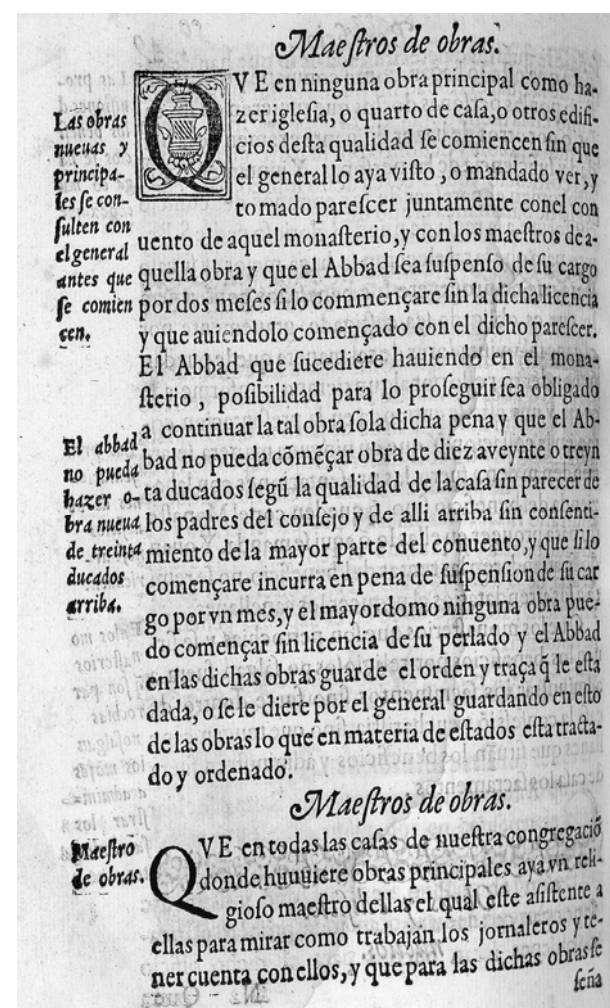 Maeſtros de obras.
QVE en ninguna obra principal como ha-
zer igleſia, o quarto de caſa, o otros edifi-
cios deſta qualidad ſe comiencen ſin que
el general lo aya viſto, o mandado ver, y
tomado pareſcer juntamente conel con
uento de aquel monaſterio, y con los maeſtros de a-
quella obra y que el Abbad ſea ſuſpenſo de ſu cargo
por dos meſes ſi lo commençare ſin la dicha licencia
y que auiendolo començado con el dicho pareſcer.
El Abbad que ſucediere hauiendo en el mona-
ſterio, poſibilidad para lo proſeguir ſea obligado
a continuar la tal obra ſola dicha pena y que el Ab-
bad no pueda cõmẽçar obra de diez aveynte o treyn
ta ducados ſegũ la qualidad de la caſa ſin parecer de
los padres del conſejo y de alli arriba ſin conſenti-
miento de la mayor parte del conuento, y que ſi lo
començare incurra en pena de ſuſpenſion de ſu car
go por vn mes, y el mayordomo ninguna obra pue-
do començar ſin licencia de ſu perlado y el Abbad
en las dichas obras guarde el orden y traça q̃ le eſta
dada, o ſe le diere por el general guardando en eſto
de las obras lo que en materia de eſtados eſta tracta-
do y ordenado.
Las obras
nueuas y
principa-
les ſe con-
ſulten con
el general
antes que
ſe comien
cen.
El abbad
no pueda
hazer o-
bra nueua
de treinta
ducados
arriba.
Maeſtros de obras.
QVE en todas las caſas de nueſtra congregació
donde huuuiere obras principales aya vn reli-
gioſo maeſtro dellas el qual eſte aſiſtente a
ellas para mirar como trabajan los jornaleros y te-
ner cuenta con ellos, y que para las dichas obras ſe
ſeña
Maeſtro
de obras.